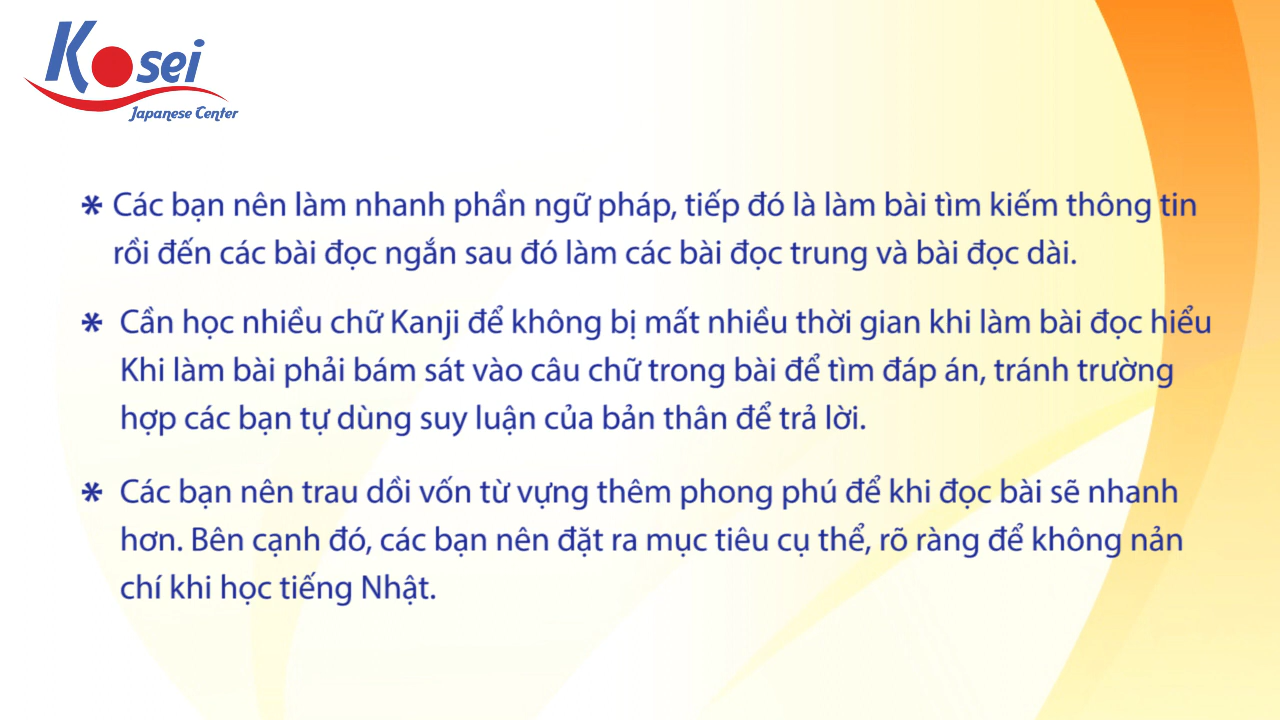 Kosei
Japanese Center
* Các bạn nên làm nhanh phần ngữ pháp, tiếp đó là làm bài tìm kiếm thông tin
rồi đến các bài đọc ngắn sau đó làm các bài đọc trung và bài đọc dài.
* Cần học nhiều chữ Kanji để không bị mất nhiều thời gian khi làm bài đọc hiểu
Khi làm bài phải bám sát vào câu chữ trong bài để tìm đáp án, tránh trường
hợp các bạn tự dùng suy luận của bản thân để trả lời.
* Các bạn nên trau dồi vốn từ vựng thêm phong phú để khi đọc bài sẽ nhanh
hơn. Bên cạnh đó, các bạn nên đặt ra mục tiêu cụ thể, rõ ràng để không nản
chí khi học tiếng Nhật.